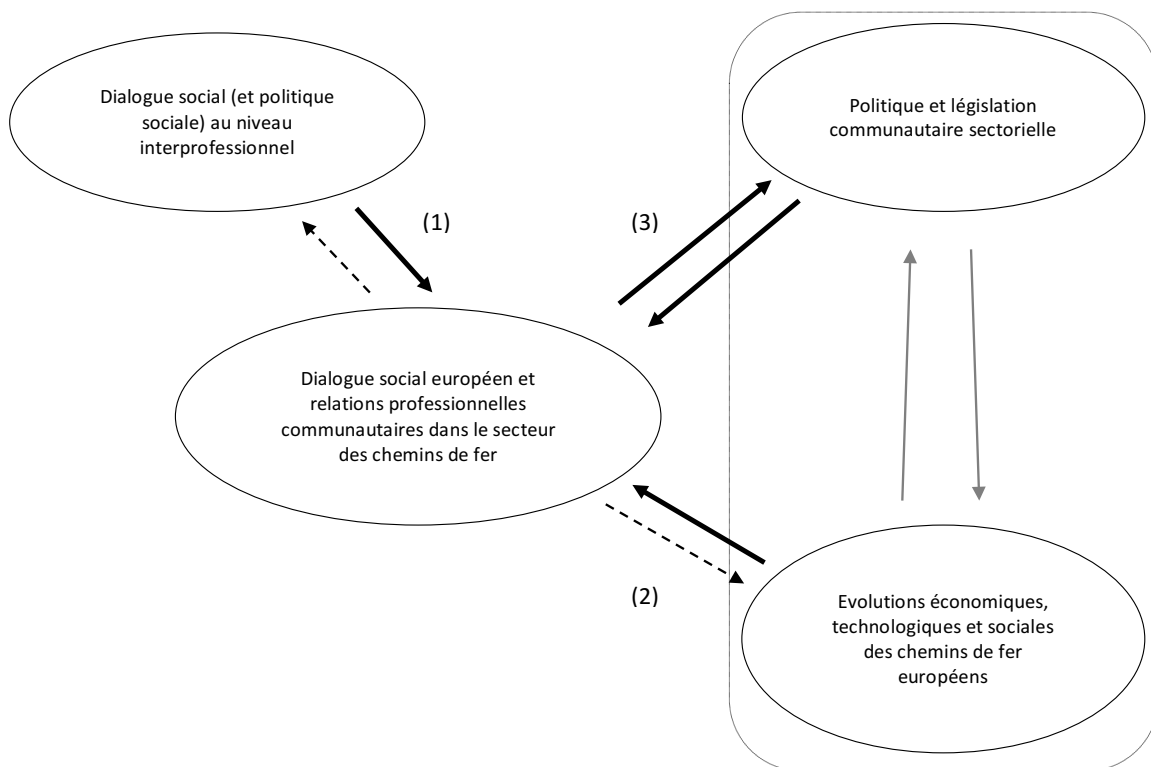 Dialogue social (et politique
sociale) au niveau
interprofessionnel
Politique et législation
communautaire sectorielle
(1)
(3)
Dialogue social européen et
relations professionnelles
communautaires dans le secteur
des chemins de fer
(2)
Evolutions économiques,
technologiques et sociales
des chemins de fer
européens